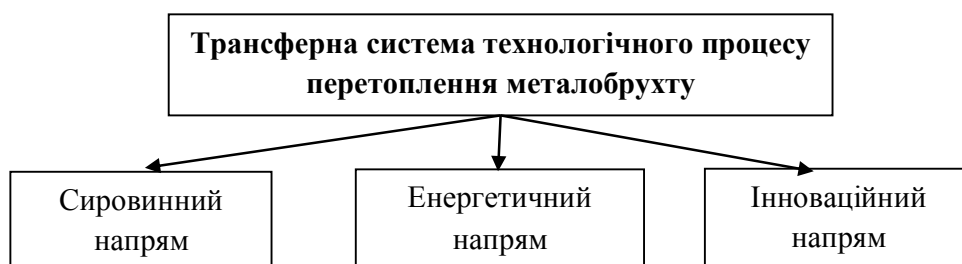 Трансферна система технологічного процесу
перетоплення металобрухту
Сировинний
напрям
Енергетичний
напрям
Інноваційний
напрям